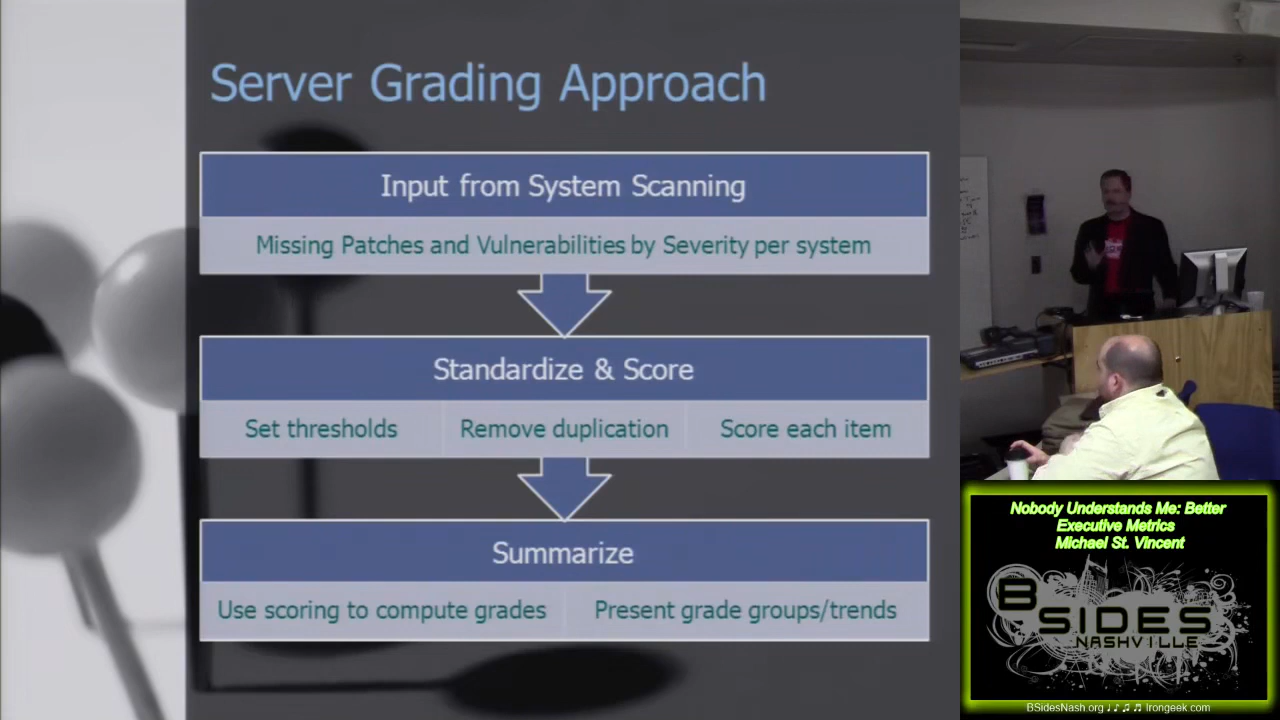 Server Grading Approach
Input from System Scanning
Missing Patches and Vulnerabilities by Severity per system
Standardize & Score
Set thresholds
Remove duplication
Score each item
Summarize
Use scoring to compute grades
Present grade groups/trends
Nobody Understands Me: Better
Executive Metrics
Michael St. Vincent
BSIDES
NASHVILLE
BSidesNash.org ♩♪♫♬ Irongeek.com